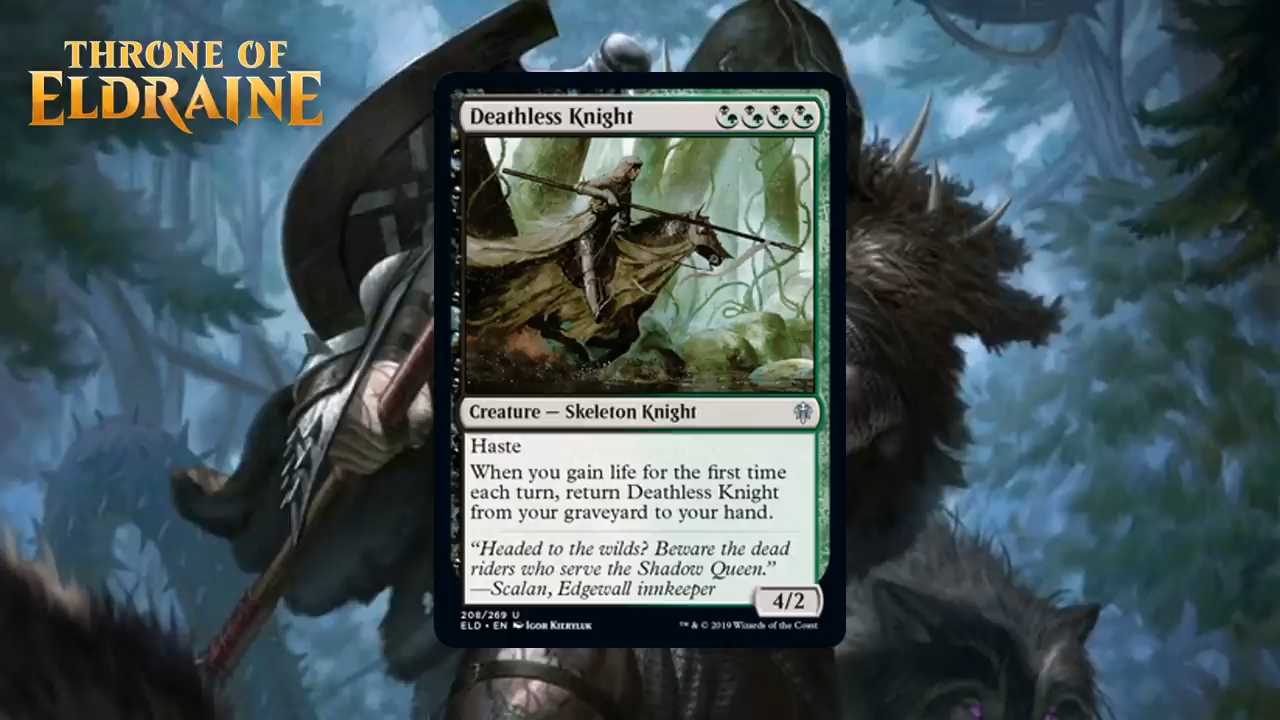 THRONE OF
ELDRAINE
Deathless Knight
Creature — Skeleton Knight
Haste
When you gain life for the first time
each turn, return Deathless Knight
from your graveyard to your hand.
“Headed to the wilds? Beware the dead
riders who serve the Shadow Queen.”
—Scalan, Edgewall innkeeper
4/2
208/269 U
ELD • EN Igor Kieryluk
™ & © 2019 Wizards of the Coast